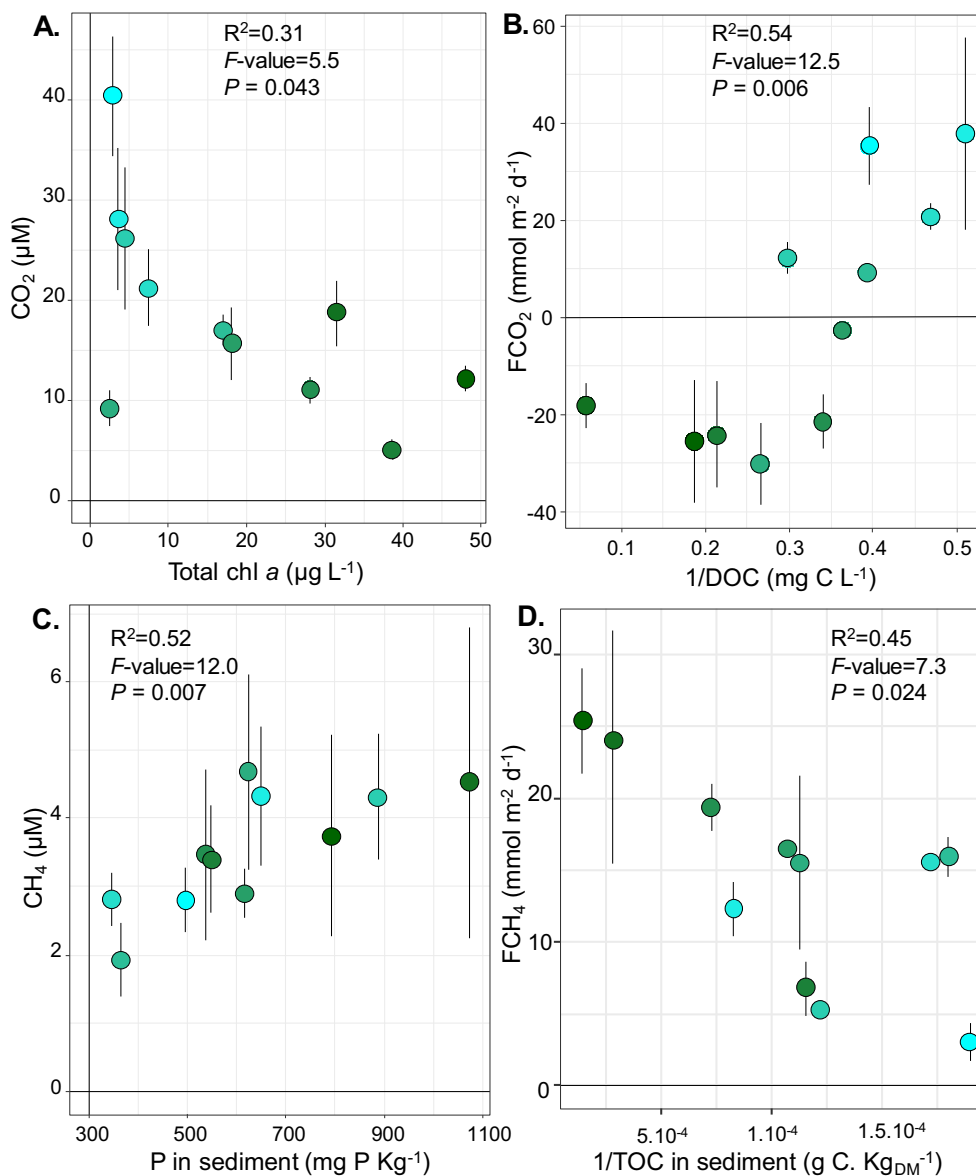 A.
R²=0.31
F-value=5.5
P = 0.043
40
30
20
10
0
CO₂ (µM)
0 10 20 30 40 50
Total chl a (µg L⁻¹)
B.
R²=0.54
F-value=12.5
P = 0.006
60
40
20
0
-20
-40
FCO₂ (mmol m⁻² d⁻¹)
0.1 0.2 0.3 0.4 0.5
1/DOC (mg C L⁻¹)
C.
R²=0.52
F-value=12.0
P = 0.007
6
4
2
0
CH₄ (µM)
300 500 700 900 1100
P in sediment (mg P Kg⁻¹)
D.
R²=0.45
F-value=7.3
P = 0.024
30
20
10
0
FCH₄ (mmol m⁻² d⁻¹)
5.10⁻⁴ 1.10⁻⁴ 1.5.10⁻⁴
1/TOC in sediment (g C. Kg_DM⁻¹)